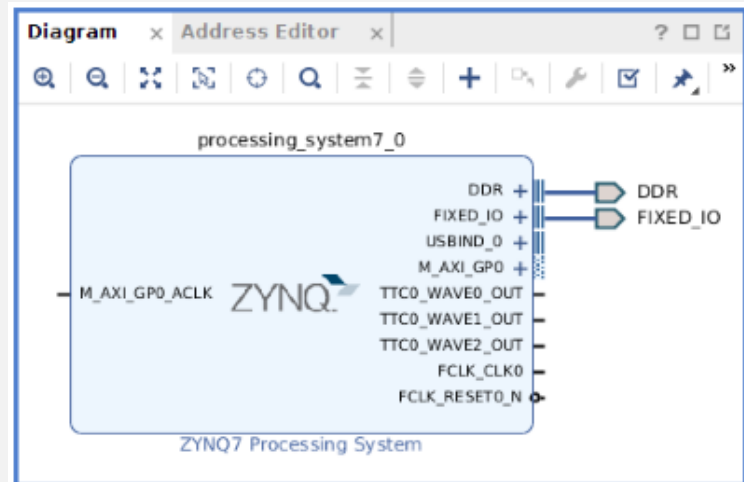 Diagram × Address Editor × ?
»
processing_system7_0
DDR
FIXED_IO
USBIND_0
M_AXI_GP0
M_AXI_GP0_ACLK
ZYNQ
TTC0_WAVE0_OUT
TTC0_WAVE1_OUT
TTC0_WAVE2_OUT
FCLK_CLK0
FCLK_RESET0_N
DDR
FIXED_IO
ZYNQ7 Processing System